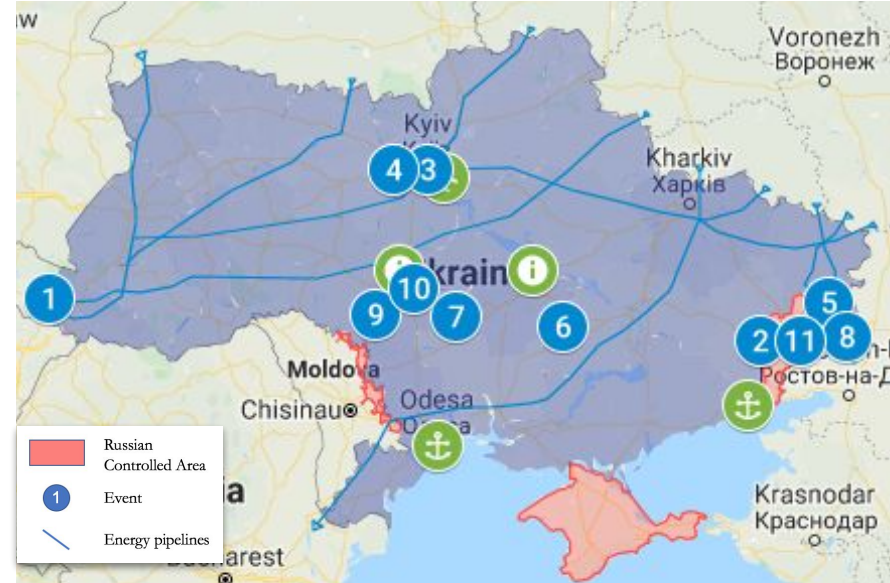 Voronezh
Воронеж
Kyiv
Kharkiv
Харків
4
3
1
10
9
7
6
5
2
11
8
Moldova
Ростов-на-Д
Chisinau
Odesa
Krasnodar
Краснодар
Russian
Controlled Area
1
Event
Energy pipelines